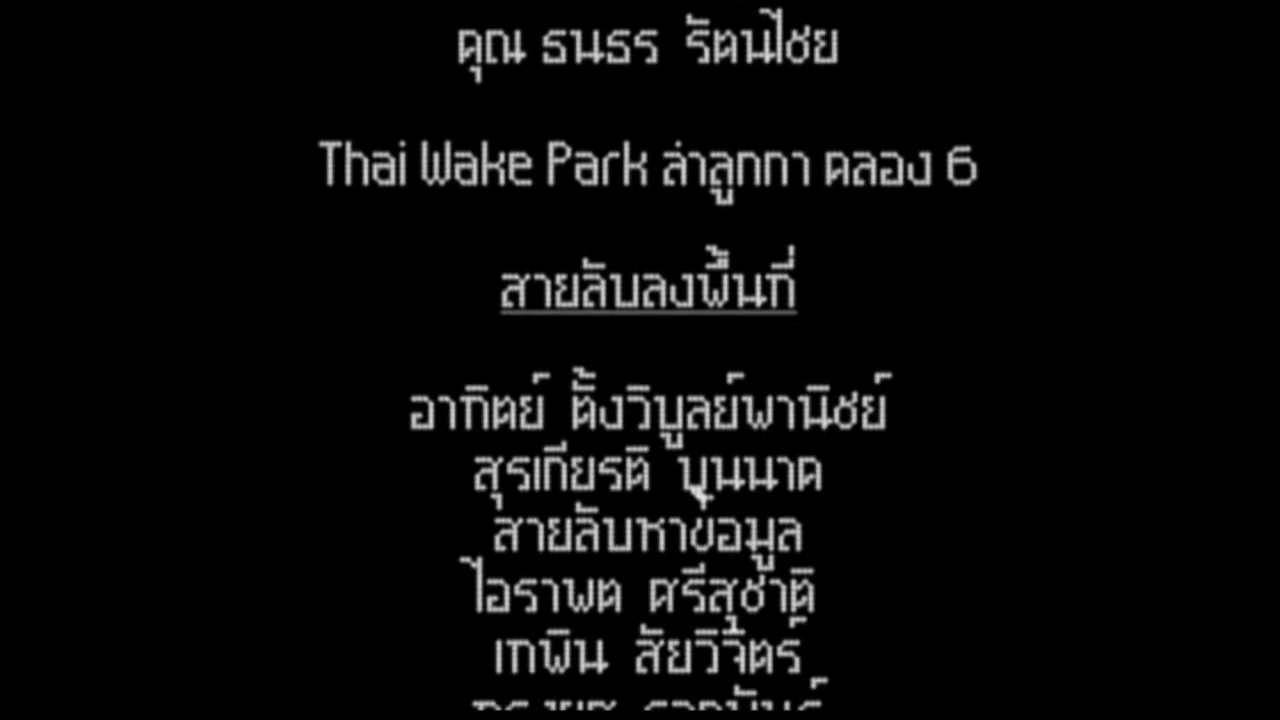 คุณ ธนธร รัตนไชย
Thai Wake Park ลำลูกกา คลอง 6
สายลับลงพื้นที่
อาทิตย์ ตั้งวิบูลย์พานิชย์
สุรเกียรติ บุนนาค
สายลับหาข้อมูล
ไอราพต ศรีสุชาติ
เทพิน สัยวิจิตร์